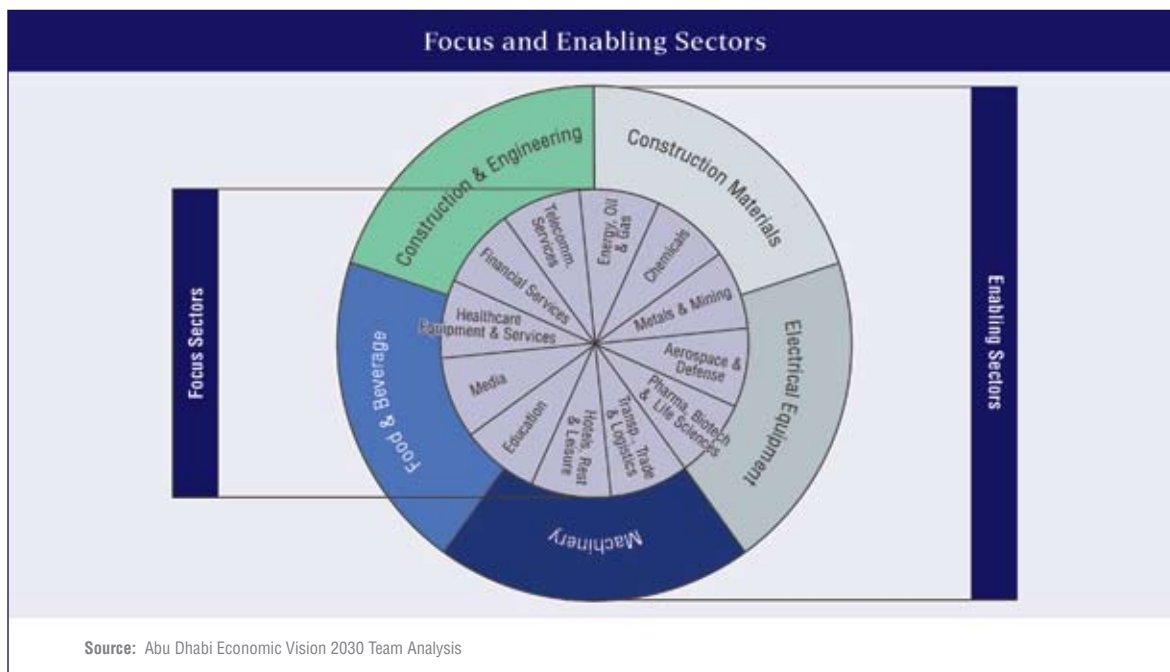 Focus and Enabling Sectors
Focus Sectors
Enabling Sectors
Construction & Engineering
Construction Materials
Electrical Equipment
Machinery
Food & Beverage
Energy, Oil
& Gas
Chemicals
Metals & Mining
Aerospace &
Defense
Pharma, Biotech
& Life Sciences
Transp., Trade
& Logistics
Hotels, Rest
& Leisure
Education
Media
Healthcare
Equipment & Services
Financial Services
Telecomm.
Services
Source: Abu Dhabi Economic Vision 2030 Team Analysis